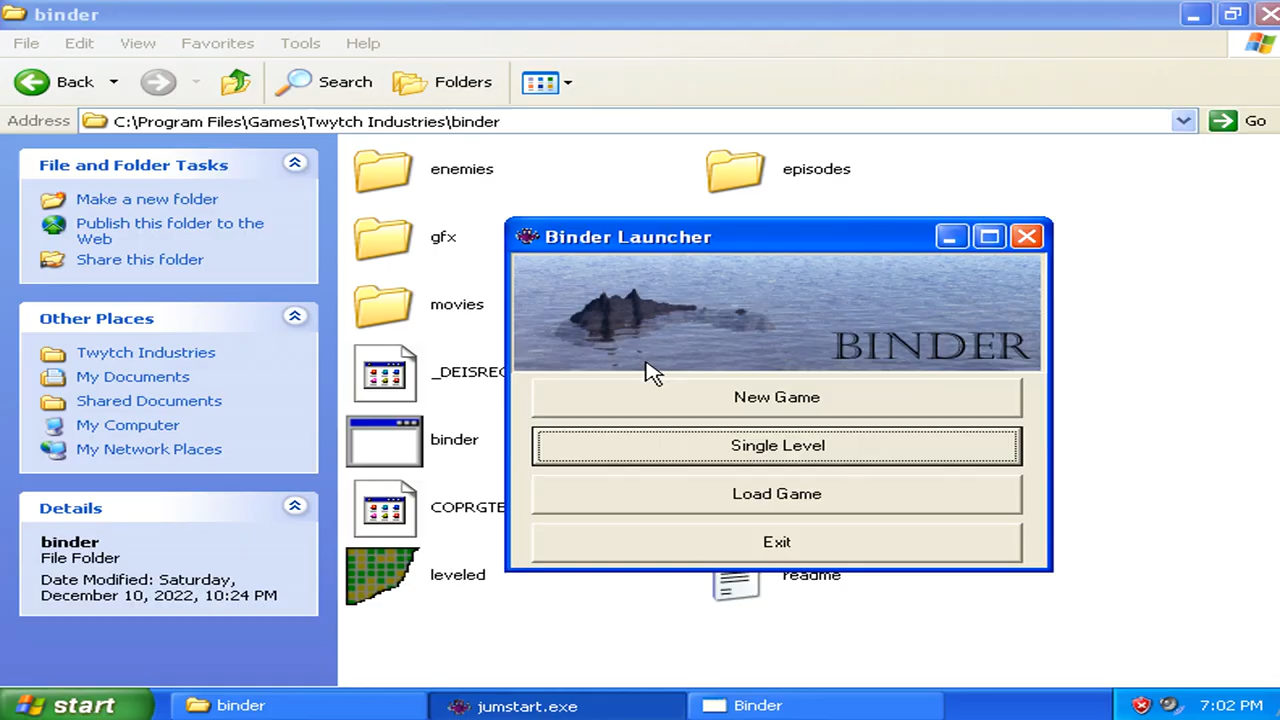 binder
File Edit View Favorites Tools Help
Back Search Folders
Address C:\Program Files\Games\Twytch Industries\binder Go
File and Folder Tasks
Make a new folder
Publish this folder to the
Web
Share this folder
Other Places
Twytch Industries
My Documents
Shared Documents
My Computer
My Network Places
Details
binder
File Folder
Date Modified: Saturday,
December 10, 2022, 10:24 PM
enemies
episodes
gfx
movies
_DEISREG
binder
COPRGTE
leveled
readme
Binder Launcher
BINDER
New Game
Single Level
Load Game
Exit
start binder jumstart.exe Binder 7:02 PM